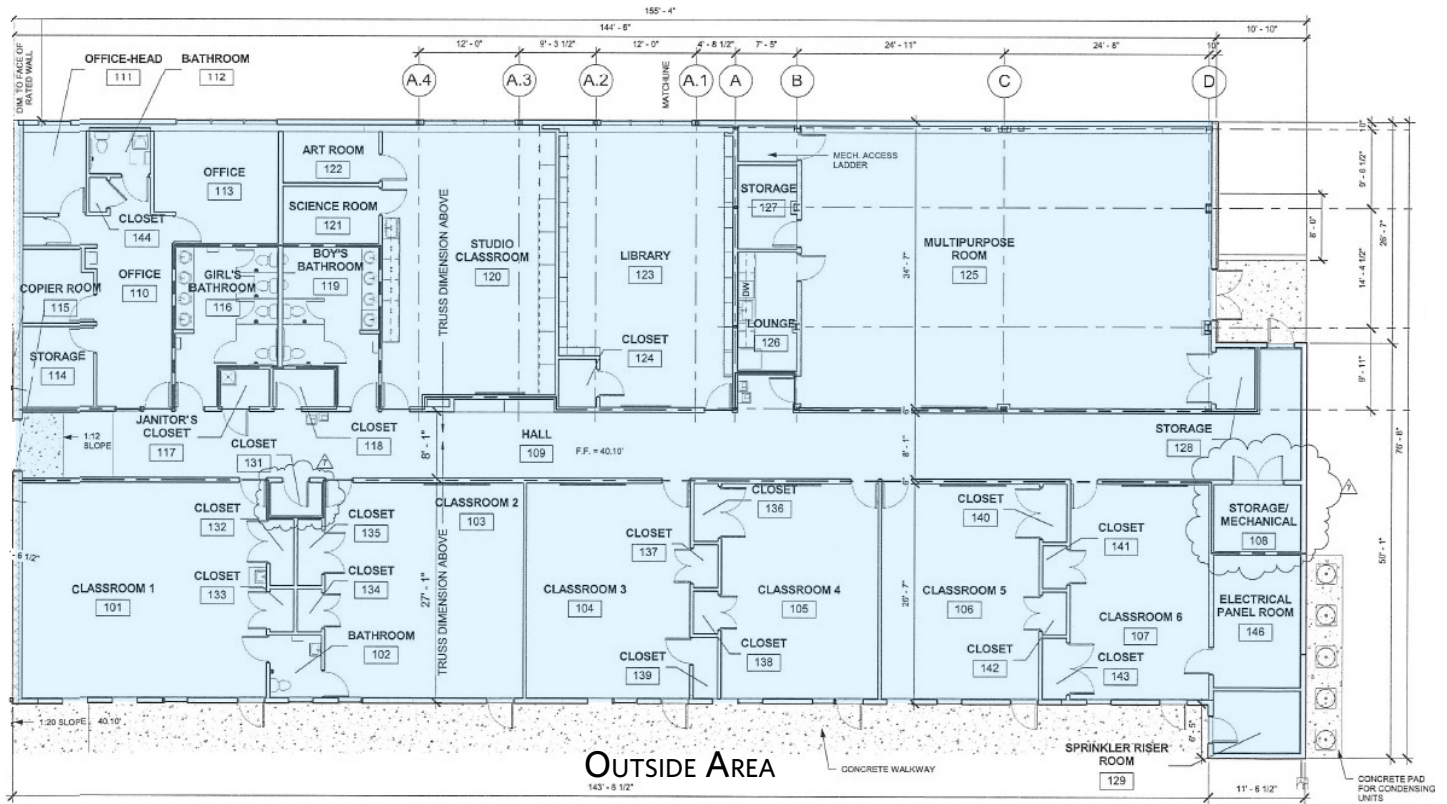 155' - 4"
144' - 6"
10' - 10"
12' - 0"
9' - 3 1/2"
12' - 0"
4' - 8 1/2"
7' - 5"
24' - 11"
24' - 8"
10"
DIM. TO FACE OF
RATED WALL
OFFICE-HEAD
111
BATHROOM
112
A.4
A.3
A.2
MATCHLINE
A.1
A
B
C
D
ART ROOM
122
MECH. ACCESS
LADDER
OFFICE
113
STORAGE
127
SCIENCE ROOM
121
CLOSET
144
STUDIO
CLASSROOM
120
TRUSS DIMENSION ABOVE
LIBRARY
123
MULTIPURPOSE
ROOM
125
34' - 7"
9' - 6 1/2"
8' - 0"
26' - 7"
14' - 4 1/2"
9' - 11"
76' - 8"
BOY'S
BATHROOM
119
GIRL'S
BATHROOM
116
OFFICE
110
COPIER ROOM
115
DW
LOUNGE
126
CLOSET
124
STORAGE
114
JANITOR'S
CLOSET
117
CLOSET
118
1:12
SLOPE
CLOSET
131
7
8' - 1"
HALL
109
F.F. = 40.10'
6"
8' - 1"
6"
STORAGE
128
7
CLASSROOM 2
103
CLOSET
132
CLOSET
135
CLOSET
136
CLOSET
140
STORAGE/
MECHANICAL
108
CLOSET
137
CLOSET
141
6 1/2"
CLASSROOM 1
101
CLOSET
133
CLOSET
134
27' - 1"
TRUSS DIMENSION ABOVE
CLASSROOM 3
104
CLASSROOM 4
105
26' - 7"
CLASSROOM 5
106
CLASSROOM 6
107
ELECTRICAL
PANEL ROOM
146
50' - 1"
BATHROOM
102
CLOSET
139
CLOSET
138
CLOSET
142
CLOSET
143
1:20 SLOPE
40.10'
6' - 5"
OUTSIDE AREA
CONCRETE WALKWAY
SPRINKLER RISER
ROOM
129
CONCRETE PAD
FOR CONDENSING
UNITS
143' - 8 1/2"
11' - 6 1/2"